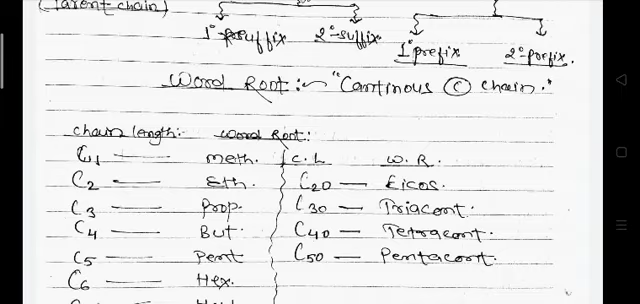 (Parent chain)
1° suffix 2°-suffix 1° prefix 2°-prefix.
Word Root:~ "Continous C chain."
chain length:- Word Root:
C1 — meth. C.L W.R.
C2 — Eth. C20 — Eicos.
C3 — Prop. C30 — Triacont.
C4 — But. C40 — Tetracont.
C5 — Pent C50 — Pentacont.
C6 — Hex.